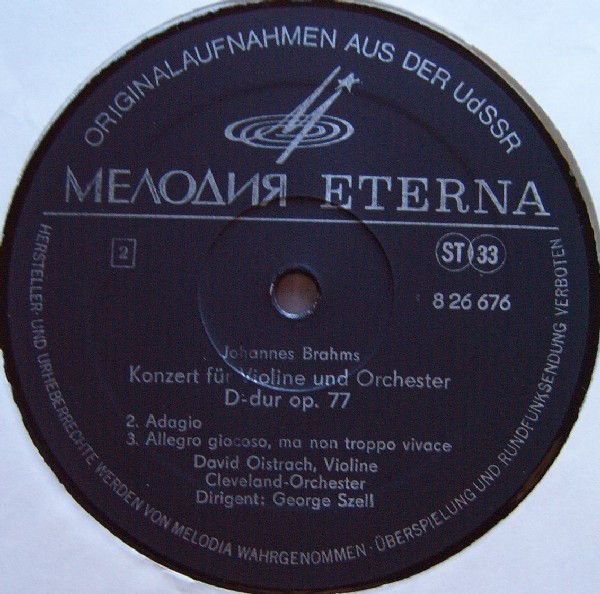 ORIGINALAUFNAHMEN AUS DER UdSSR
МЕЛОДИЯ ETERNA
2
ST 33
8 26 676
Johannes Brahms
Konzert für Violine und Orchester
D-dur op. 77
2. Adagio
3. Allegro giocoso, ma non troppo vivace
David Oistrach, Violine
Cleveland-Orchester
Dirigent: George Szell
HERSTELLER- UND URHEBERRECHTE WERDEN VON MELODIA WAHRGENOMMEN · ÜBERSPIELUNG UND RUNDFUNKSENDUNG VERBOTEN